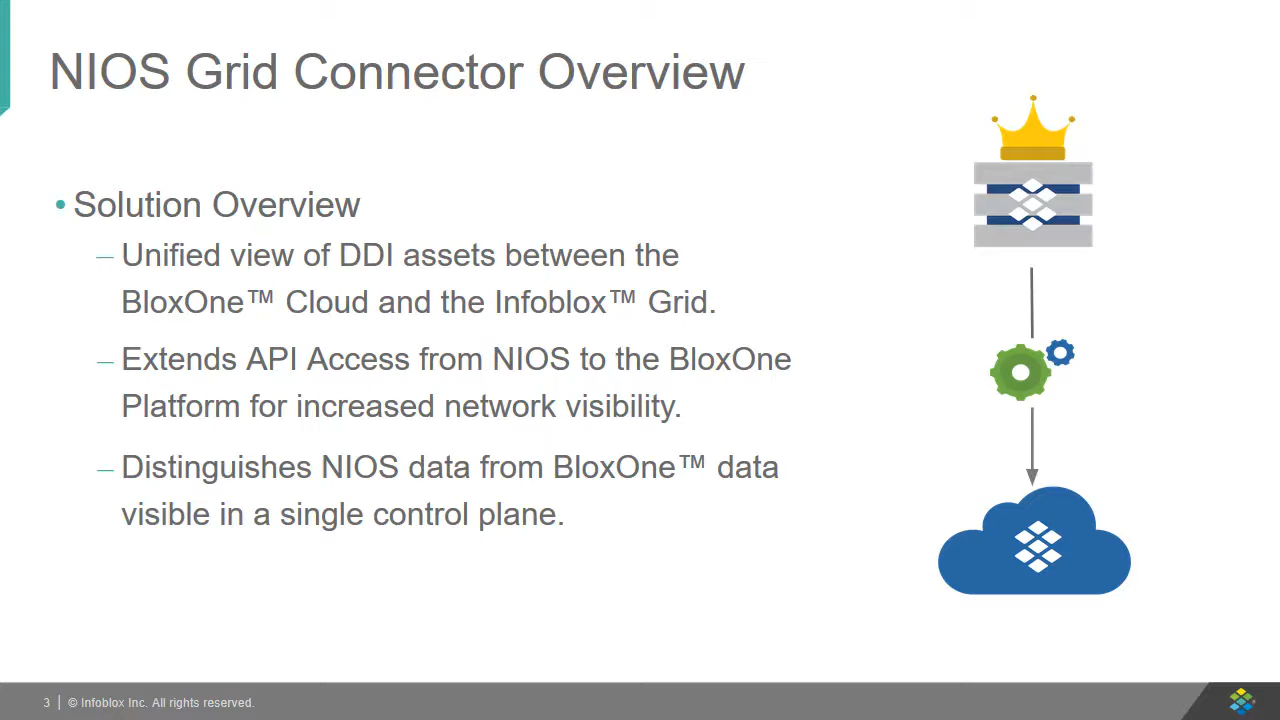 NIOS Grid Connector Overview
• Solution Overview
– Unified view of DDI assets between the
BloxOne™ Cloud and the Infoblox™ Grid.
– Extends API Access from NIOS to the BloxOne
Platform for increased network visibility.
– Distinguishes NIOS data from BloxOne™ data
visible in a single control plane.
3 | © Infoblox Inc. All rights reserved.